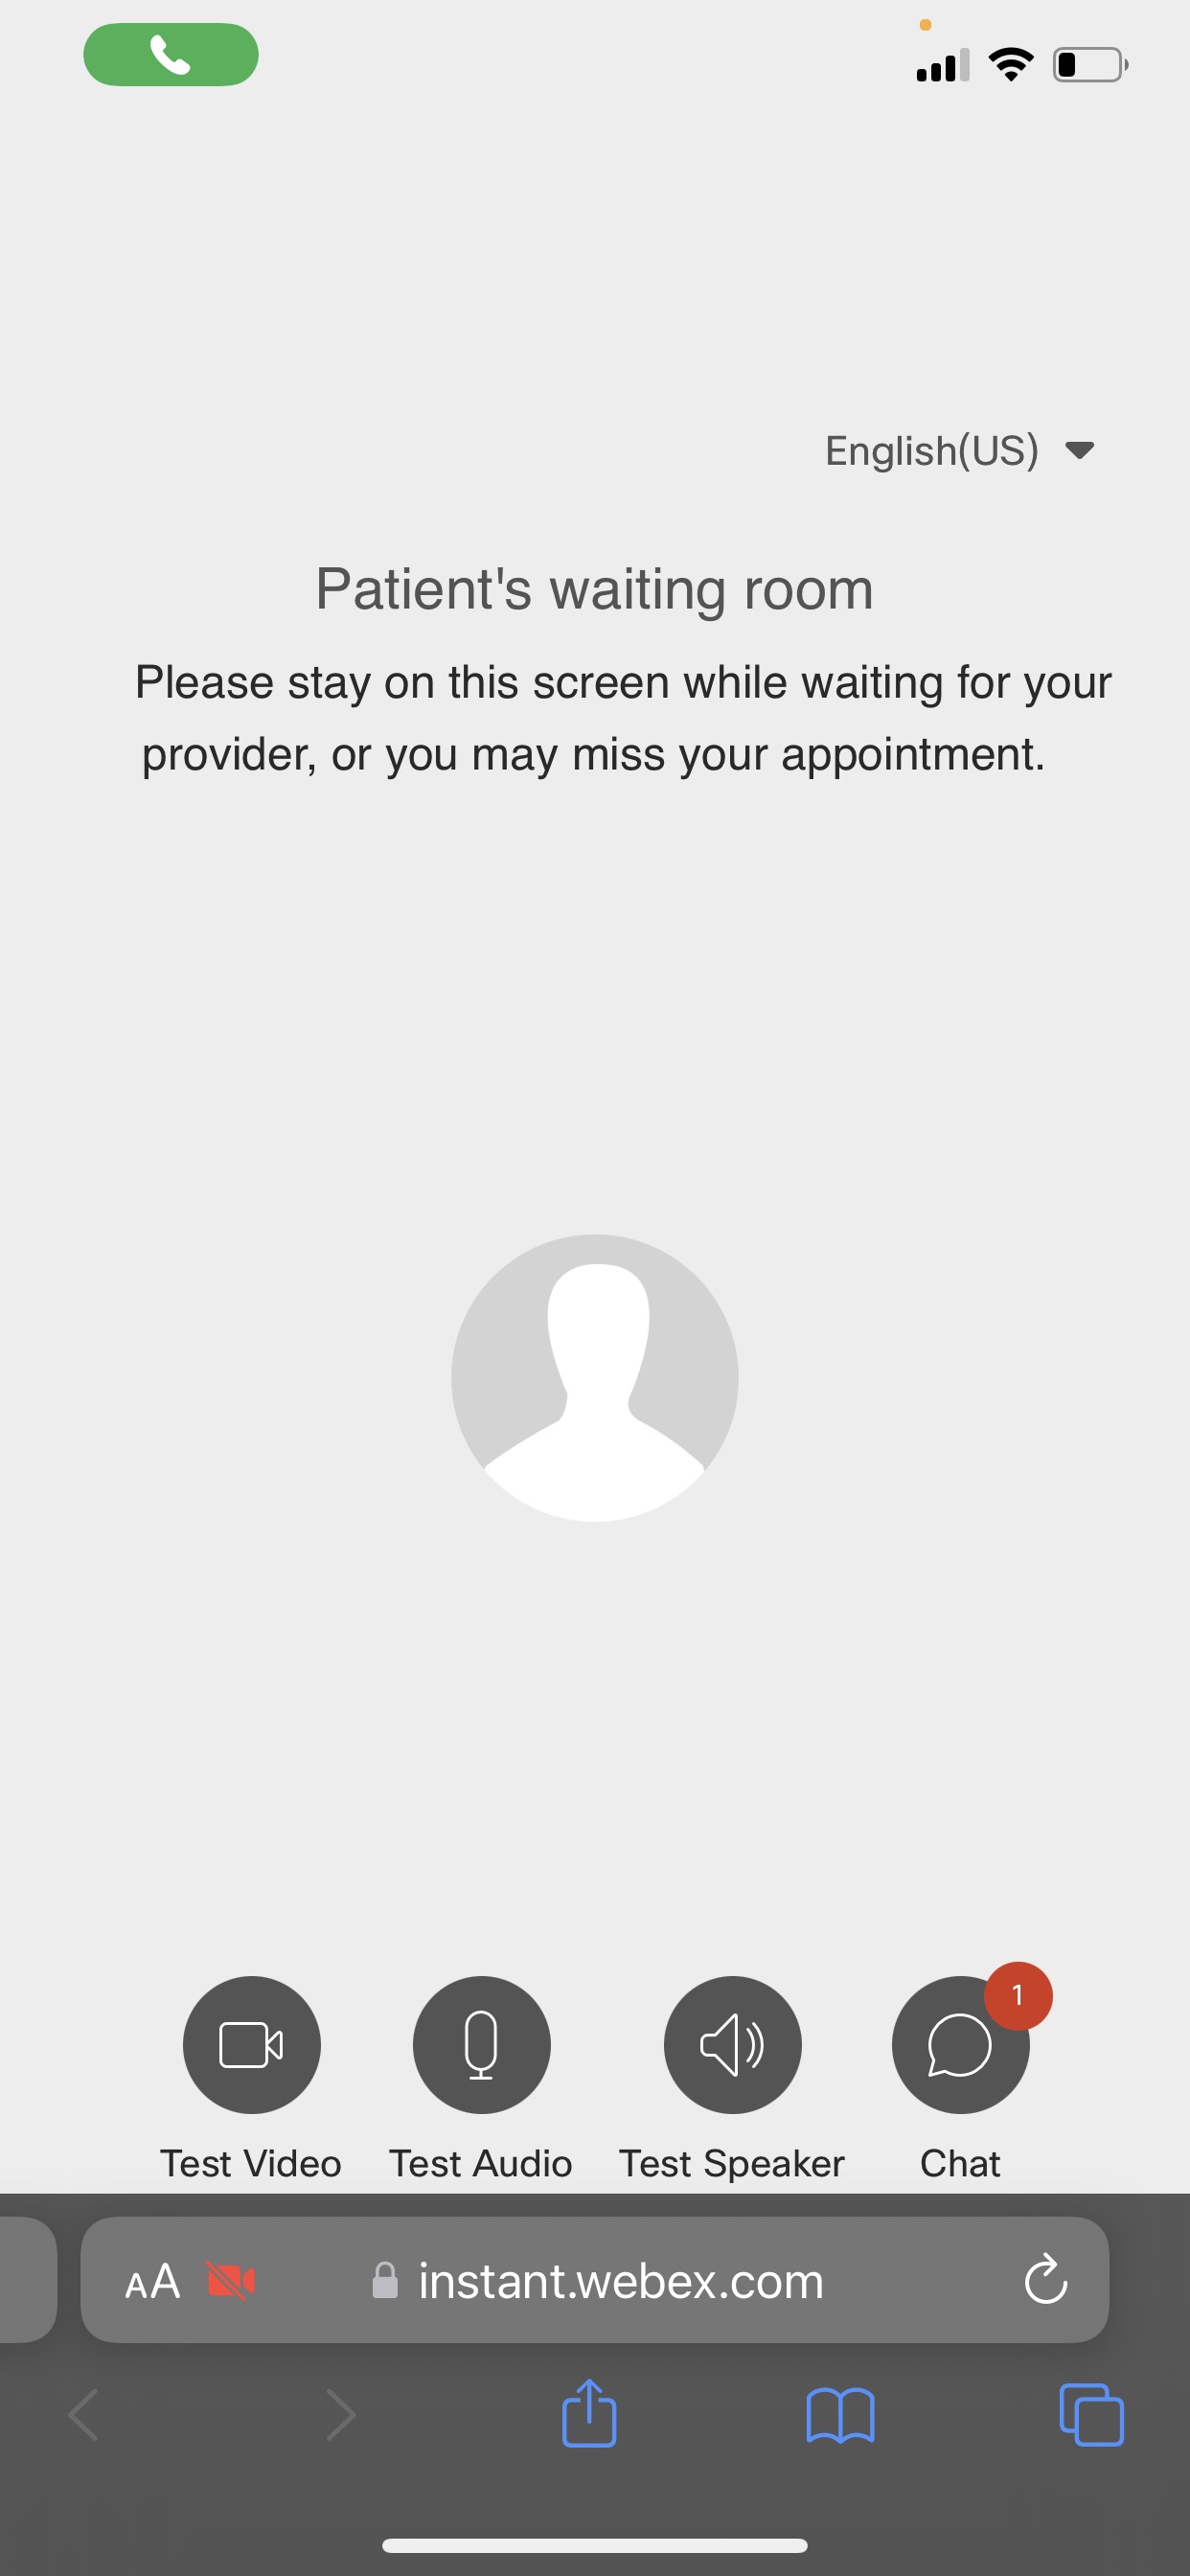 English(US)
Patient's waiting room
Please stay on this screen while waiting for your
provider, or you may miss your appointment.
1
Test Video
Test Audio
Test Speaker
Chat
AA
instant.webex.com